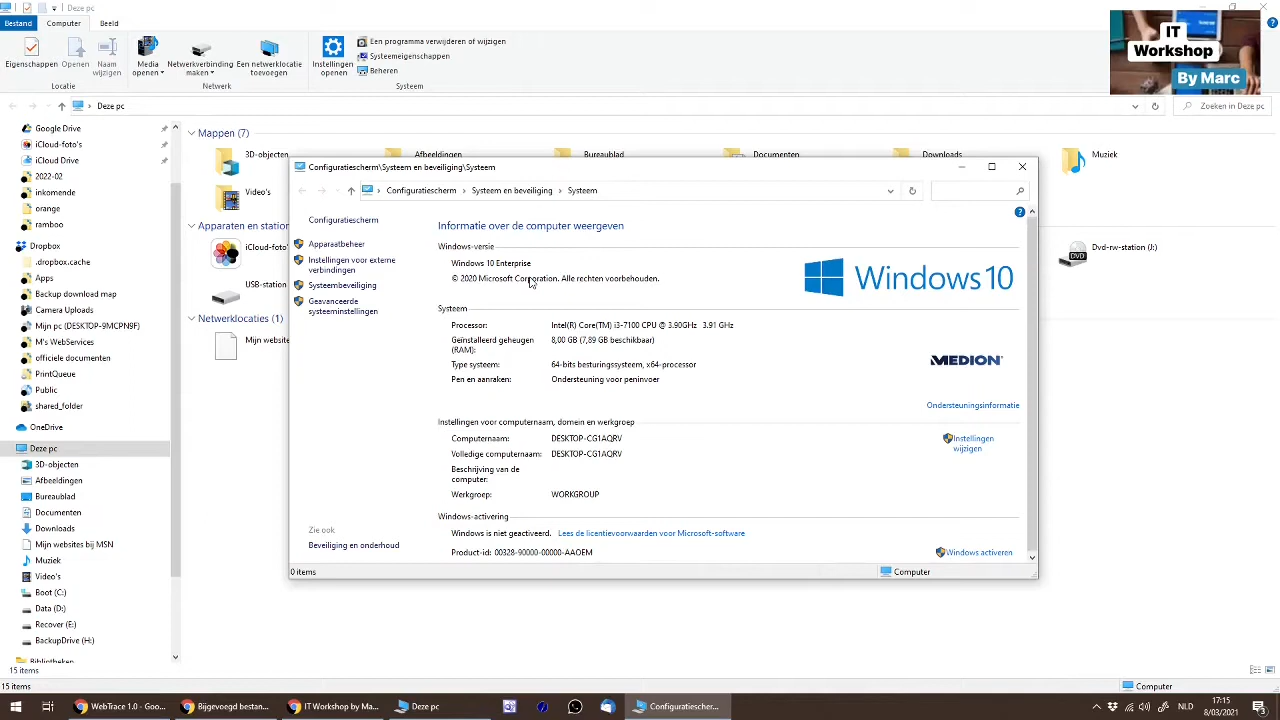 Deze pc
Bestand
Computer
Beeld
Eigenschappen
Openen
Naam wijzigen
Media openen
Netwerkverbinding maken
Een netwerklocatie toevoegen
Instellingen openen
Een programma verwijderen of wijzigen
Systeemeigenschappen
Beheren
Locatie
Netwerk
Systeem
IT
Workshop
By Marc
Deze pc
Zoeken in Deze pc
Google Drive
iCloud-foto's
iCloud Drive
2022-02
inkomende
orange
ramboo
Dropbox
.dropbox.cache
Apps
Backup download map
Camera Uploads
Mijn pc (DESKTOP-9MCPN9F)
M's WebServices
officiele documenten
PrintQueue
Public
shared_folder
OneDrive
Deze pc
3D-objecten
Afbeeldingen
Bureaublad
Documenten
Downloads
Mijn websites bij MSN
Muziek
Video's
Boot (C:)
Data (D:)
Recover (E:)
BackupDrive (H:)
Bibliotheken
Mappen (7)
3D-objecten
Afbeeldingen
Bureaublad
Documenten
Downloads
Muziek
Video's
Apparaten en station
iCloud-foto'
USB-station
Dvd-rw-station (J:)
DVD
Netwerklocaties (1)
Mijn website
Configuratiescherm\Systeem en beveiliging\Systeem
Configuratiescherm > Systeem en beveiliging > Systeem
Configuratiescherm
Apparaatbeheer
Instellingen voor externe
verbindingen
Systeembeveiliging
Geavanceerde
systeeminstellingen
Zie ook
Beveiliging en onderhoud
Informatie over de computer weergeven
Windows-versie
Windows 10 Enterprise
© 2020 Microsoft Corporation. Alle rechten voorbehouden.
Windows 10
Systeem
Processor: Intel(R) Core(TM) i3-7100 CPU @ 3.90GHz 3.91 GHz
Geïnstalleerd geheugen (RAM): 8,00 GB (7,89 GB beschikbaar)
Type systeem: 64-bits besturingssysteem, x64-processor
Pen en aanraken: Ondersteuning voor peninvoer
MEDION
Ondersteuningsinformatie
Instellingen voor computernaam, domein en werkgroep
Computernaam: DESKTOP-CG1AQRV
Volledige computernaam: DESKTOP-CG1AQRV
Beschrijving van de computer:
Werkgroep: WORKGROUP
Instellingen
wijzigen
Windows-activering
Windows is niet geactiveerd. Lees de licentievoorwaarden voor Microsoft-software
Product-id: 00328-90000-00000-AAOEM
Windows activeren
0 items
Computer
15 items
15 items
Computer
WebTrace 1.0 - Goo...
Bijgevoegd bestan...
IT Workshop by Ma...
Deze pc
Configuratiescher...
NLD
17:15
8/03/2021
3